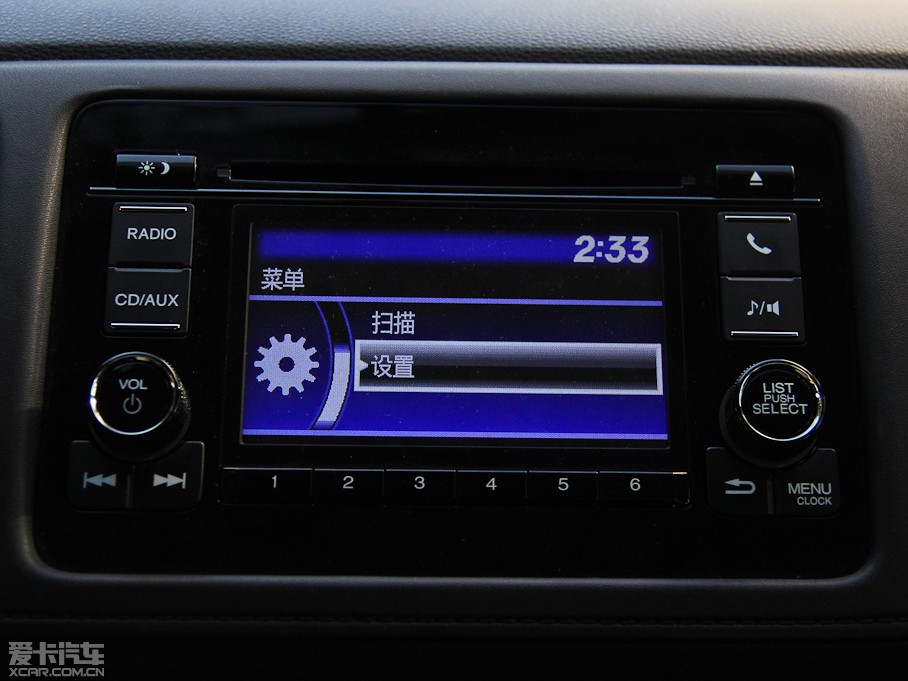 RADIO
CD/AUX
VOL
2:33
菜单
扫描
设置
1 2 3 4 5 6
LIST
PUSH
SELECT
MENU
CLOCK
爱卡汽车
XCAR.COM.CN